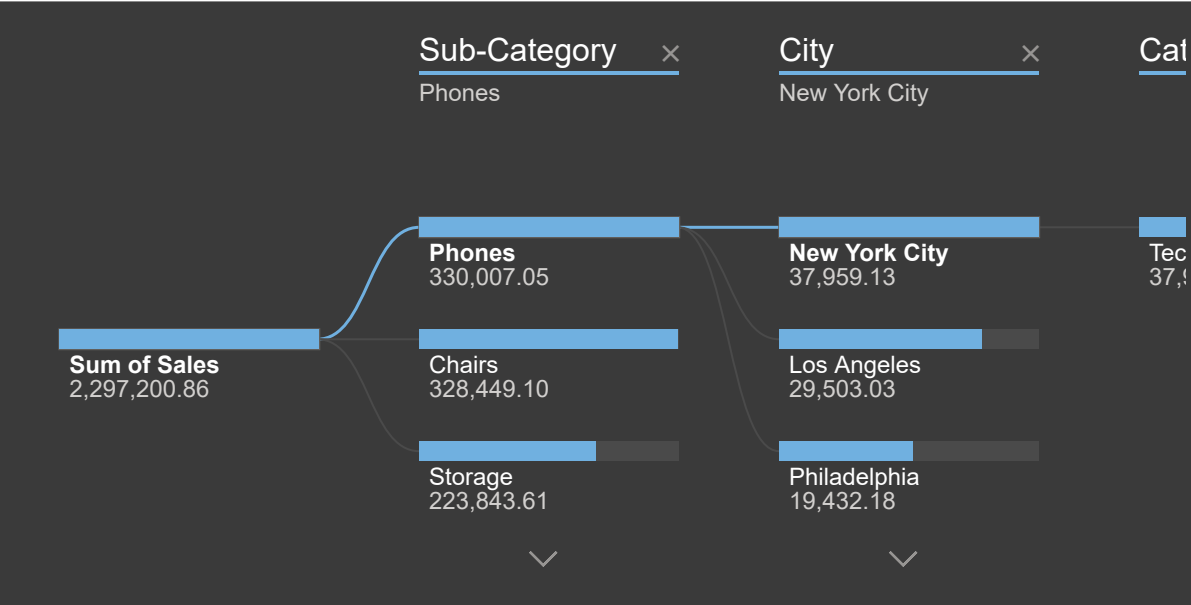 Sub-Category
Phones
City
New York City
Phones
330,007.05
New York City
37,959.13
Sum of Sales
2,297,200.86
Chairs
328,449.10
Los Angeles
29,503.03
Storage
223,843.61
Philadelphia
19,432.18